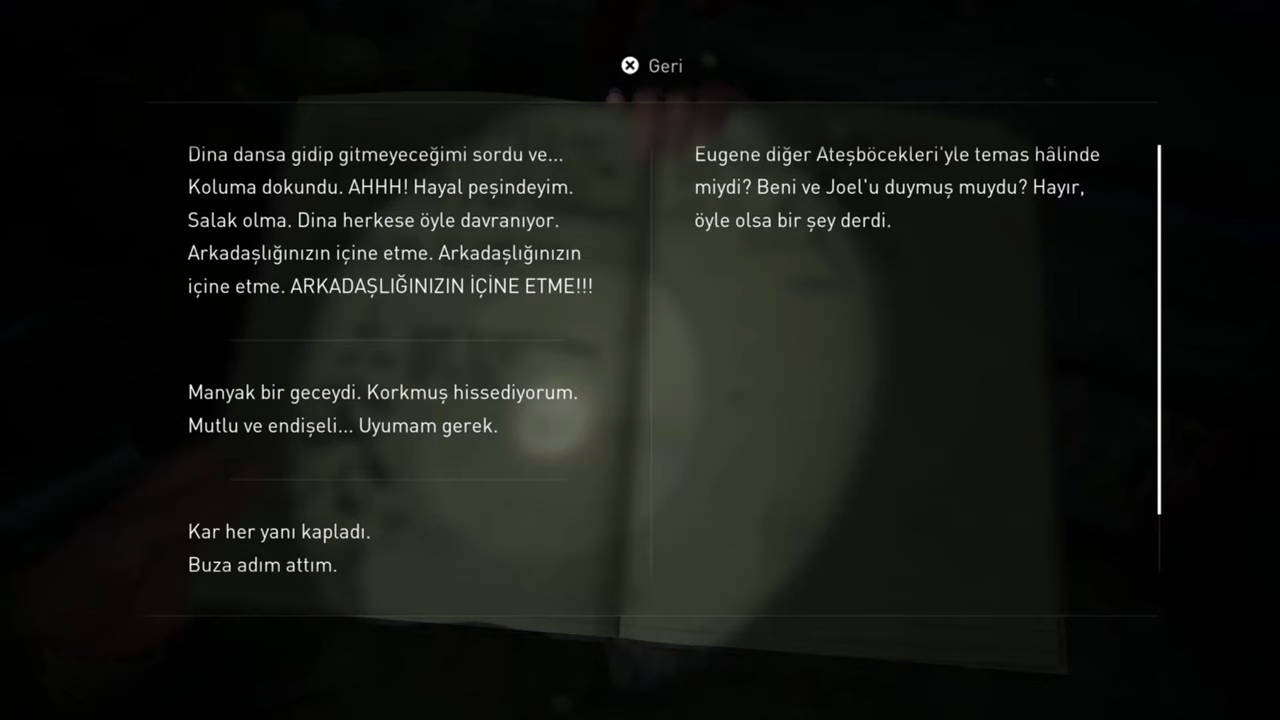 Geri
Dina dansa gidip gitmeyeceğimi sordu ve...
Koluma dokundu. AHHH! Hayal peşindeyim.
Salak olma. Dina herkese öyle davranıyor.
Arkadaşlığınızın içine etme. Arkadaşlığınızın
içine etme. ARKADAŞLIĞINIZIN İÇİNE ETME!!!
Manyak bir geceydi. Korkmuş hissediyorum.
Mutlu ve endişeli... Uyumam gerek.
Kar her yanı kapladı.
Buza adım attım.
Eugene diğer Ateşböcekleri'yle temas hâlinde
miydi? Beni ve Joel'u duymuş muydu? Hayır,
öyle olsa bir şey derdi.